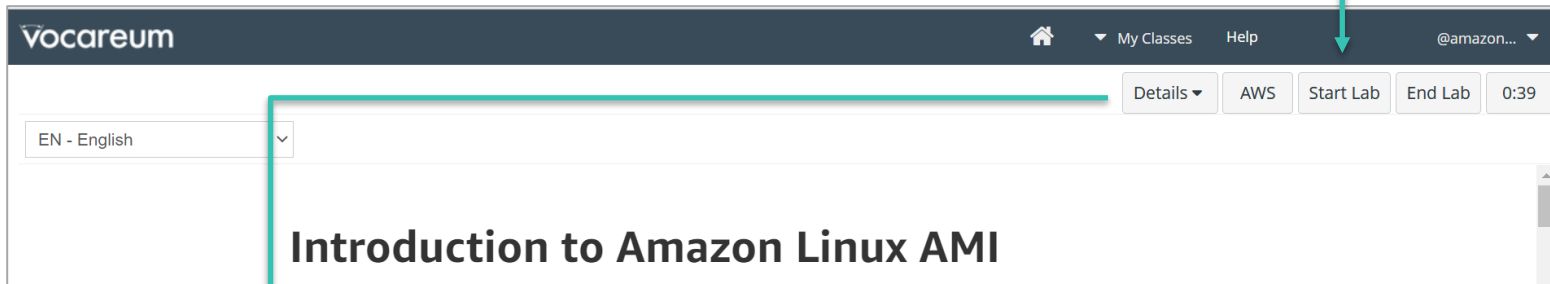 vocareum
My Classes Help @amazon...
Details AWS Start Lab End Lab 0:39
EN - English
Introduction to Amazon Linux AMI